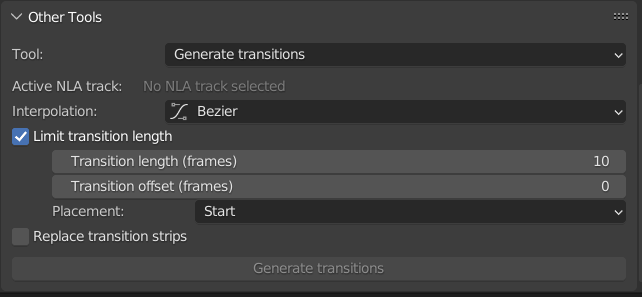 Other Tools
Tool: Generate transitions
Active NLA track: No NLA track selected
Interpolation: Bezier
Limit transition length
Transition length (frames) 10
Transition offset (frames) 0
Placement: Start
Replace transition strips
Generate transitions